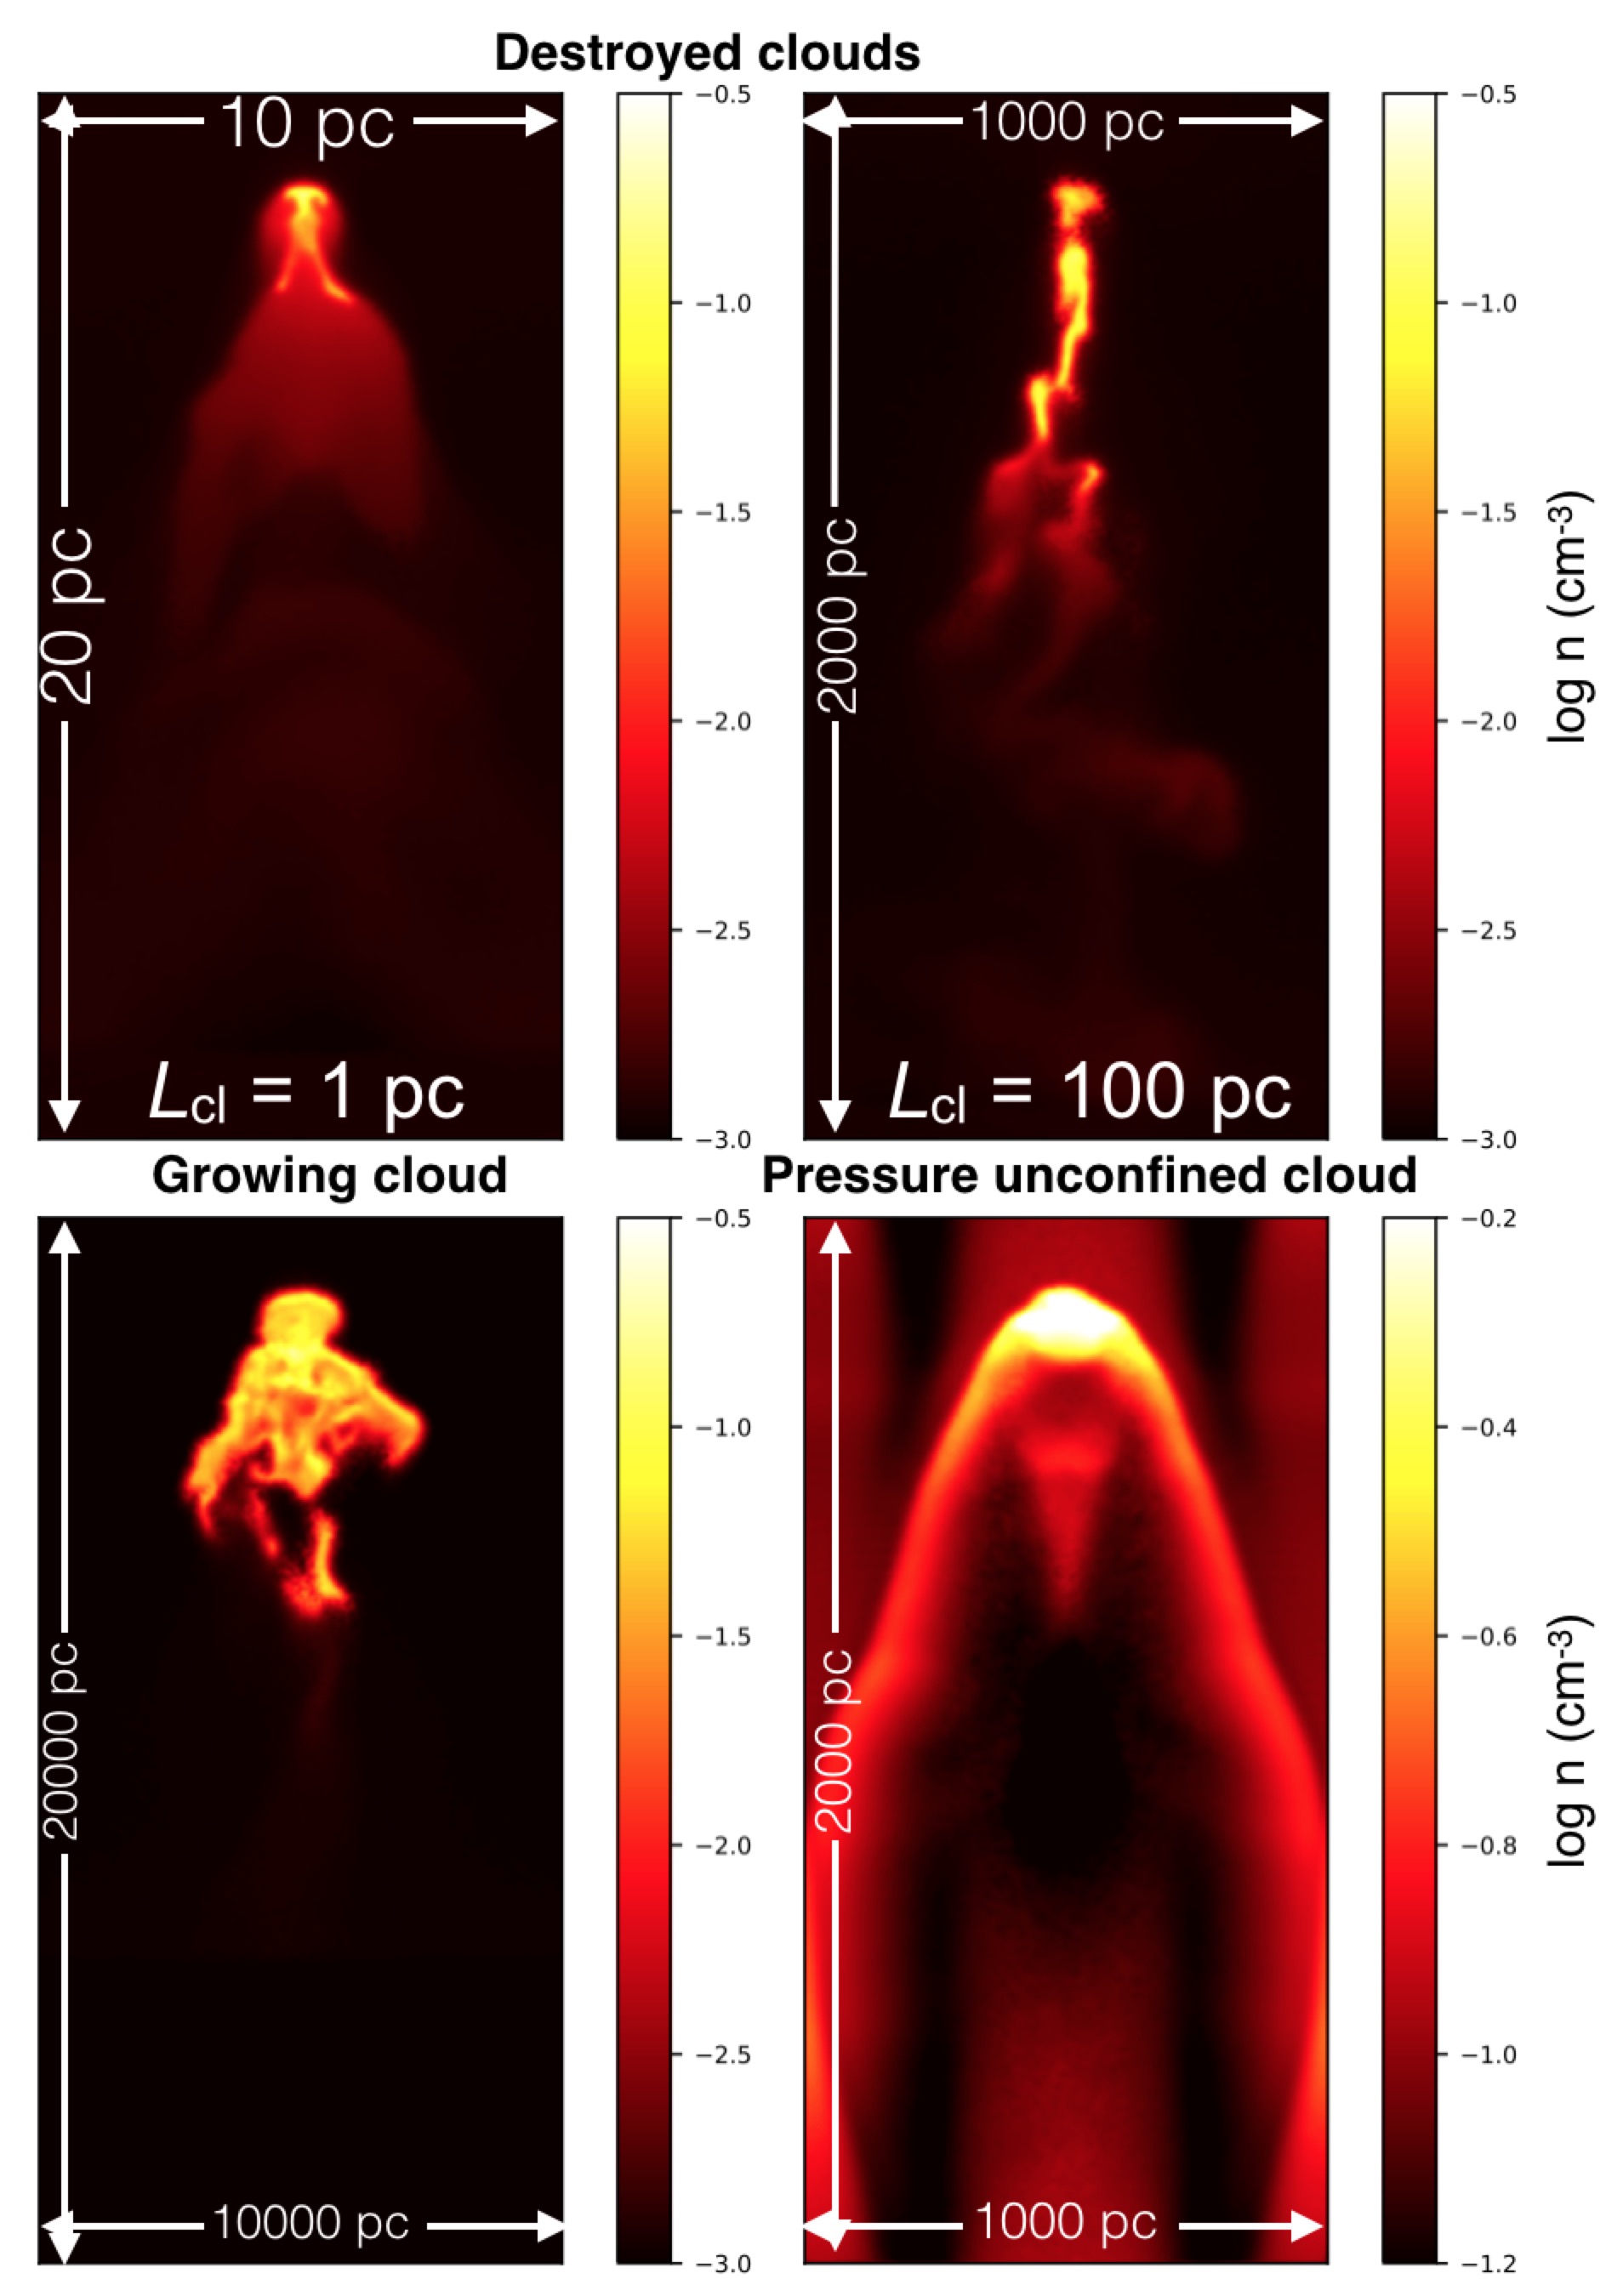 Destroyed clouds
10 pc
20 pc
L_cl = 1 pc
−0.5
−1.0
−1.5
−2.0
−2.5
−3.0
1000 pc
2000 pc
L_cl = 100 pc
−0.5
−1.0
−1.5
−2.0
−2.5
−3.0
log n (cm⁻³)
Growing cloud
20000 pc
10000 pc
−0.5
−1.0
−1.5
−2.0
−2.5
−3.0
Pressure unconfined cloud
2000 pc
1000 pc
−0.2
−0.4
−0.6
−0.8
−1.0
−1.2
log n (cm⁻³)